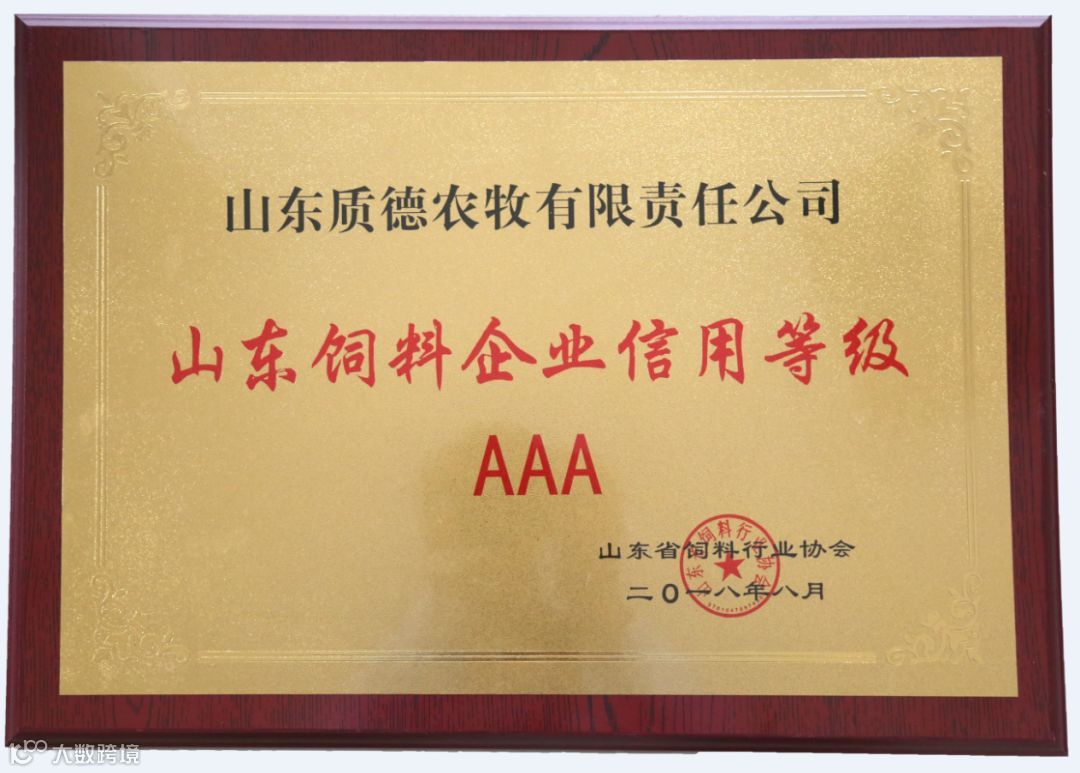 山东质德农牧有限责任公司
山东饲料企业信用等级
AAA
山东省饲料行业协会
二〇一八年八月
大数跨境